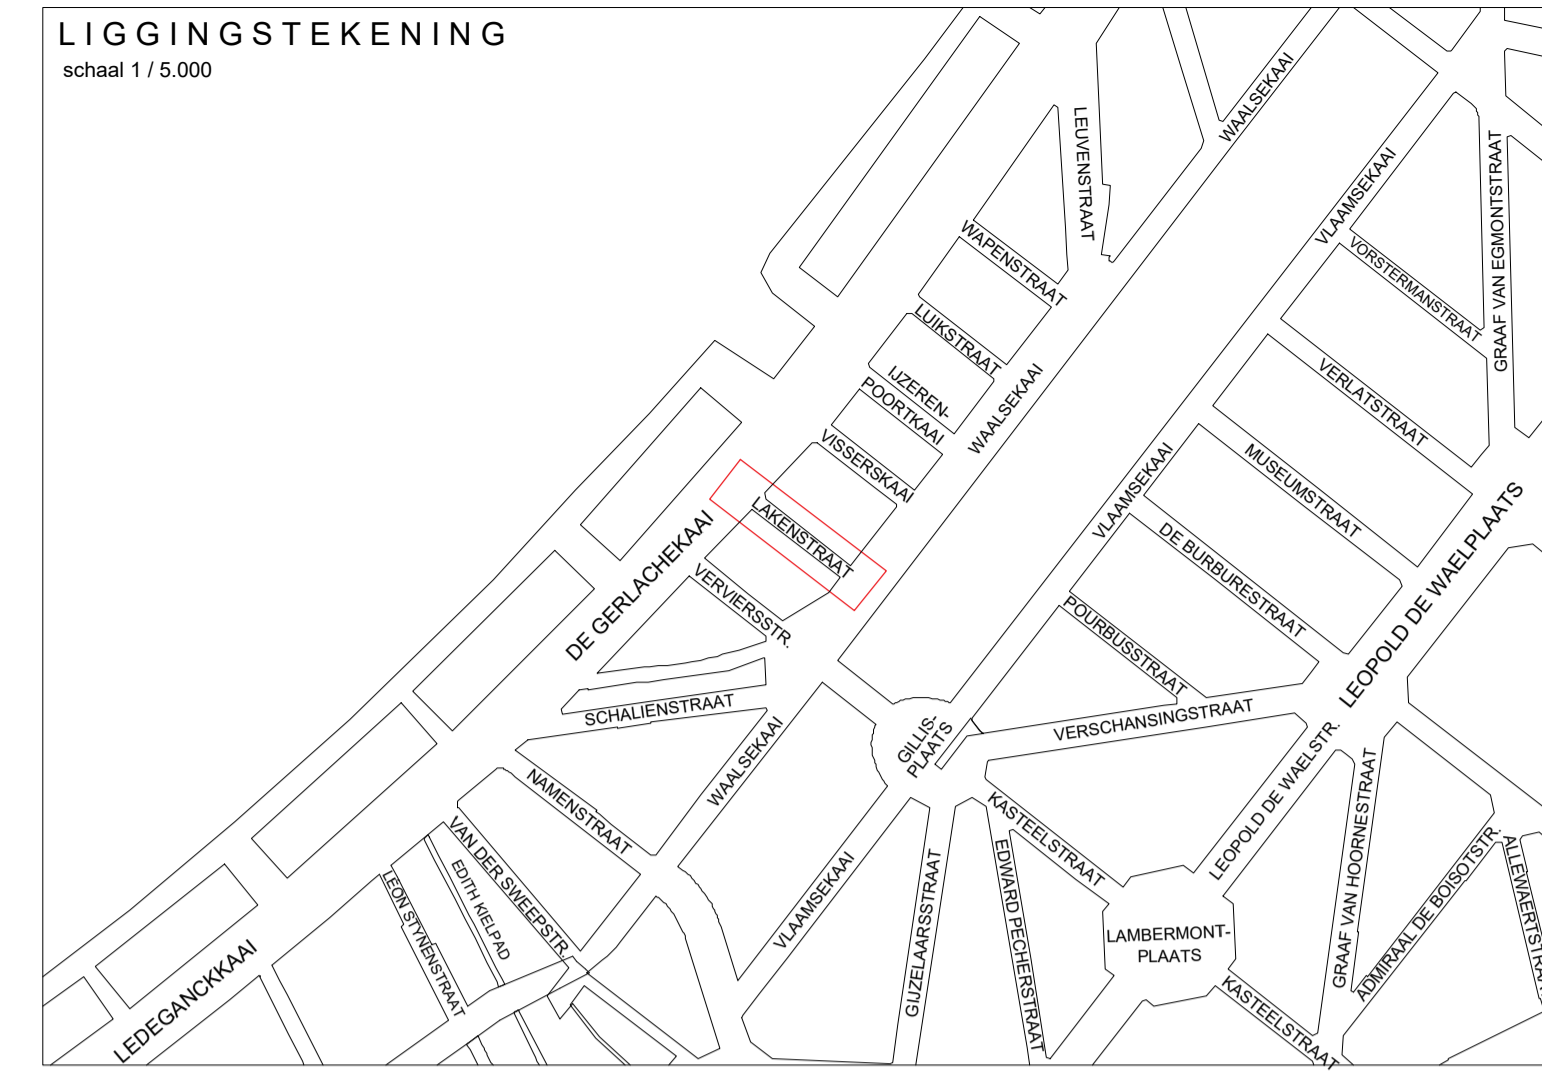 LIGGINGSTEKENING
schaal 1 / 5.000
WAALSEKAAI
LEUVENSTRAAT
VLAAMSEKAAI
GRAAF VAN EGMONTSTRAAT
WAPENSTRAAT
VORSTERMANSTRAAT
LUIKSTRAAT
IJZEREN-
POORTKAAI
WAALSEKAAI
VERLATSTRAAT
VISSERSKAAI
VLAAMSEKAAI
MUSEUMSTRAAT
LAKENSTRAAT
DE GERLACHEKAAI
DE BURBURESTRAAT
LEOPOLD DE WAELPLAATS
VERVIERSSTR.
POURBUSSTRAAT
SCHALIENSTRAAT
VERSCHANSINGSTRAAT
GILLIS-
PLAATS
WAALSEKAAI
NAMENSTRAAT
LEOPOLD DE WAELSTR.
GRAAF VAN HOORNESTRAAT
KASTEELSTRAAT
VAN DER SWEEPSTR.
EDITH KIELPAD
LEON STYNENSTRAAT
VLAAMSEKAAI
GIJZELAARSSTRAAT
EDWARD PECHERSTRAAT
ADMIRAAL DE BOISOTSTR.
ALLEWAERTSTRAAT
LAMBERMONT-
PLAATS
LEDEGANCKKAAI
KASTEELSTRAAT